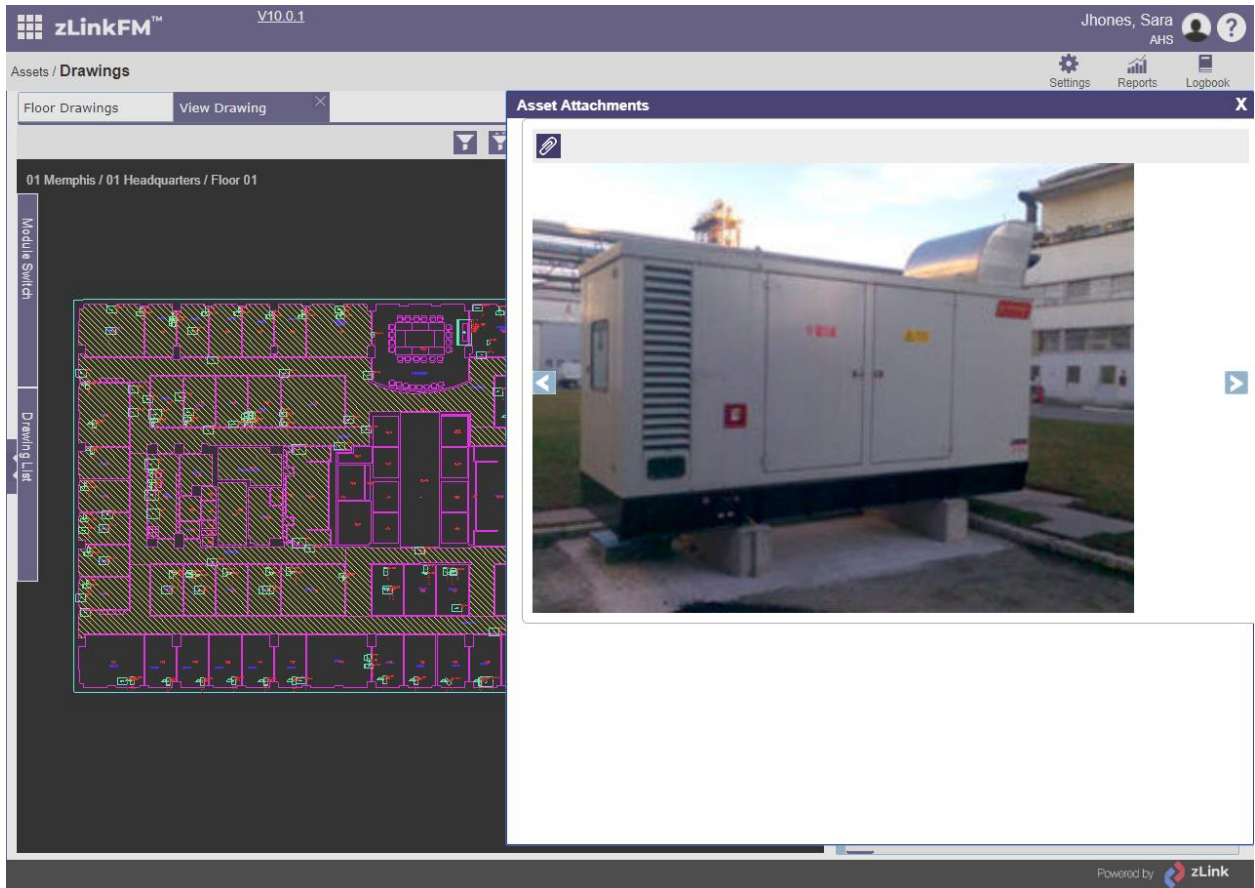 zLinkFM™
V10.0.1
Jhones, Sara
AHS
?
Assets / Drawings
Settings
Reports
Logbook
Floor Drawings
View Drawing
Asset Attachments
X
01 Memphis / 01 Headquarters / Floor 01
Module Switch
Drawing List
Powered by zLink